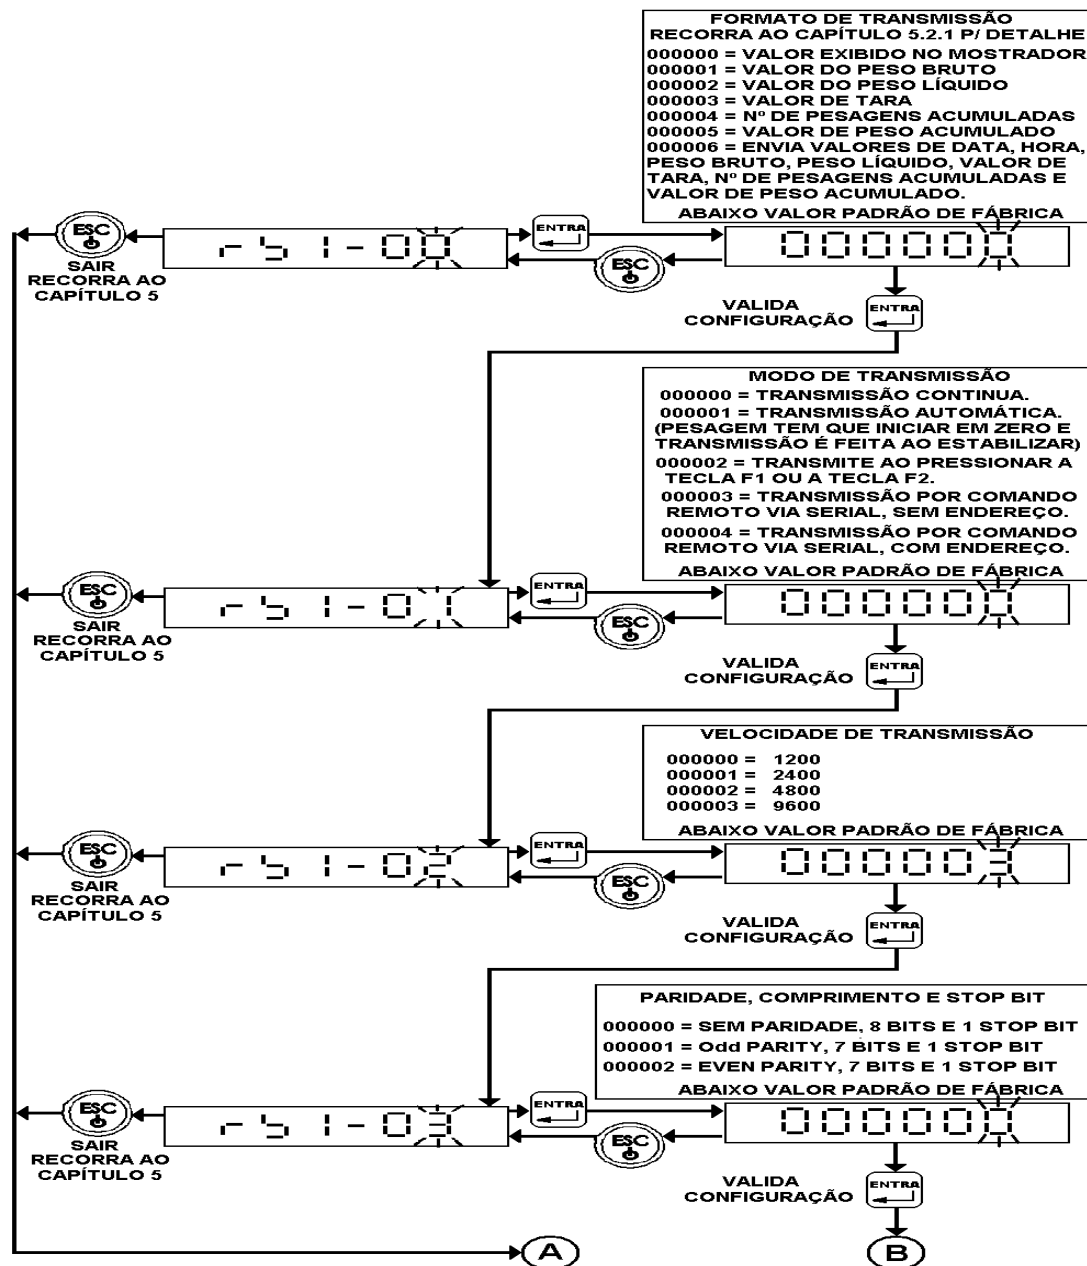 FORMATO DE TRANSMISSÃO
RECORRA AO CAPÍTULO 5.2.1 P/ DETALHE
000000 = VALOR EXIBIDO NO MOSTRADOR
000001 = VALOR DO PESO BRUTO
000002 = VALOR DO PESO LÍQUIDO
000003 = VALOR DE TARA
000004 = Nº DE PESAGENS ACUMULADAS
000005 = VALOR DE PESO ACUMULADO
000006 = ENVIA VALORES DE DATA, HORA,
PESO BRUTO, PESO LÍQUIDO, VALOR DE
TARA, Nº DE PESAGENS ACUMULADAS E
VALOR DE PESO ACUMULADO.
ABAIXO VALOR PADRÃO DE FÁBRICA
ESC
SAIR
RECORRA AO
CAPÍTULO 5
r51-00
ENTRA
ESC
000000
VALIDA
CONFIGURAÇÃO
ENTRA
MODO DE TRANSMISSÃO
000000 = TRANSMISSÃO CONTINUA.
000001 = TRANSMISSÃO AUTOMÁTICA.
(PESAGEM TEM QUE INICIAR EM ZERO E
TRANSMISSÃO É FEITA AO ESTABILIZAR)
000002 = TRANSMITE AO PRESSIONAR A
TECLA F1 OU A TECLA F2.
000003 = TRANSMISSÃO POR COMANDO
REMOTO VIA SERIAL, SEM ENDEREÇO.
000004 = TRANSMISSÃO POR COMANDO
REMOTO VIA SERIAL, COM ENDEREÇO.
ABAIXO VALOR PADRÃO DE FÁBRICA
ESC
SAIR
RECORRA AO
CAPÍTULO 5
r51-01
ENTRA
ESC
000000
VALIDA
CONFIGURAÇÃO
ENTRA
VELOCIDADE DE TRANSMISSÃO
000000 = 1200
000001 = 2400
000002 = 4800
000003 = 9600
ABAIXO VALOR PADRÃO DE FÁBRICA
ESC
SAIR
RECORRA AO
CAPÍTULO 5
r51-02
ENTRA
ESC
000003
VALIDA
CONFIGURAÇÃO
ENTRA
PARIDADE, COMPRIMENTO E STOP BIT
000000 = SEM PARIDADE, 8 BITS E 1 STOP BIT
000001 = Odd PARITY, 7 BITS E 1 STOP BIT
000002 = EVEN PARITY, 7 BITS E 1 STOP BIT
ABAIXO VALOR PADRÃO DE FÁBRICA
ESC
SAIR
RECORRA AO
CAPÍTULO 5
r51-03
ENTRA
ESC
000000
VALIDA
CONFIGURAÇÃO
ENTRA
A
B